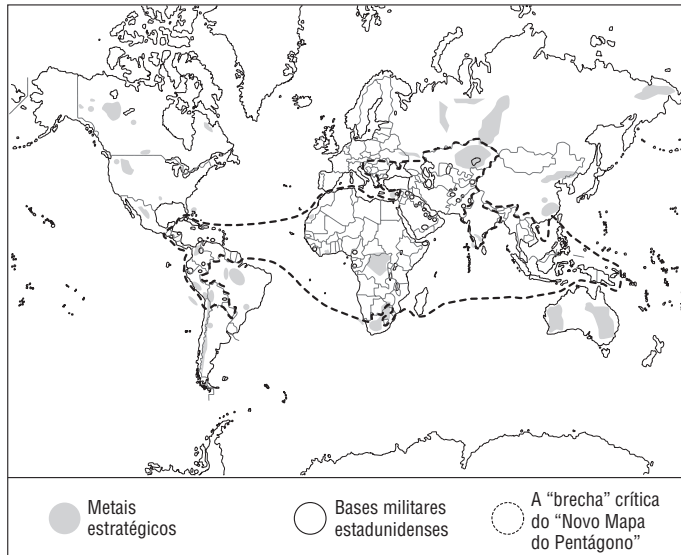 Metais
estratégicos
Bases militares
estadunidenses
A “brecha” crítica
do “Novo Mapa
do Pentágono”